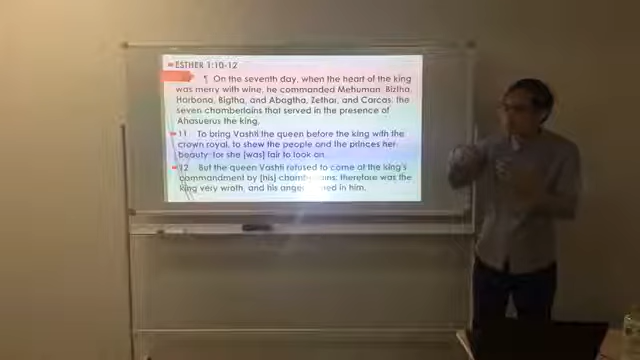 ESTHER 1:10-12
¶ On the seventh day, when the heart of the king
was merry with wine, he commanded Mehuman, Biztha,
Harbona, Bigtha, and Abagtha, Zethar, and Carcas, the
seven chamberlains that served in the presence of
Ahasuerus the king,
11 To bring Vashti the queen before the king with the
crown royal, to shew the people and the princes her
beauty: for she [was] fair to look on.
12 But the queen Vashti refused to come at the king's
commandment by [his] chamberlains: therefore was the
king very wroth, and his anger in him.